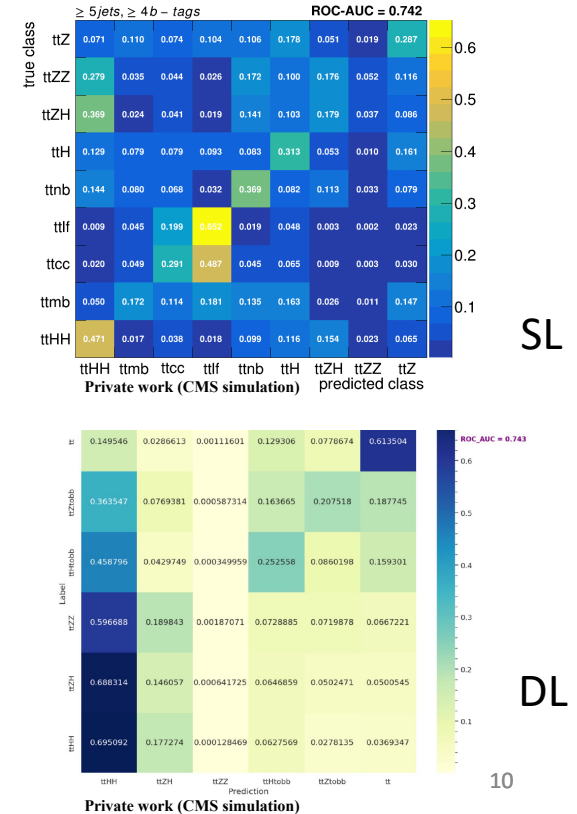 ≥ 5jets, ≥ 4b − tags ROC-AUC = 0.742
true class
ttZ 0.071 0.110 0.074 0.104 0.106 0.178 0.051 0.019 0.287
ttZZ 0.279 0.035 0.044 0.026 0.172 0.100 0.176 0.052 0.116
ttZH 0.369 0.024 0.041 0.019 0.141 0.103 0.179 0.037 0.086
ttH 0.129 0.079 0.079 0.093 0.083 0.313 0.053 0.010 0.161
ttnb 0.144 0.080 0.068 0.032 0.369 0.082 0.113 0.033 0.079
ttlf 0.009 0.045 0.199 0.019 0.048 0.003 0.002 0.023
ttcc 0.020 0.049 0.291 0.487 0.045 0.065 0.009 0.003 0.030
ttmb 0.050 0.172 0.114 0.181 0.135 0.163 0.026 0.011 0.147
ttHH 0.471 0.017 0.038 0.018 0.099 0.116 0.154 0.023 0.065
ttHH ttmb ttcc ttlf ttnb ttH ttZH ttZZ ttZ
0.6
0.5
0.4
0.3
0.2
0.1
SL
Private work (CMS simulation) predicted class
ROC_AUC = 0.743
tt 0.149546 0.0286613 0.00111601 0.129306 0.0778674 0.613504
ttZtobb 0.363547 0.0769381 0.000587314 0.163665 0.207518 0.187745
ttHtobb 0.458796 0.0429749 0.000349959 0.252558 0.0860198 0.159301
Label
ttZZ 0.596688 0.189843 0.00187071 0.0728885 0.0719878 0.0667221
ttZH 0.688314 0.146057 0.000641725 0.0646859 0.0502471 0.0500545
ttHH 0.695092 0.177274 0.000128469 0.0627569 0.0278135 0.0369347
ttHH ttZH ttZZ ttHtobb ttZtobb tt
Prediction
0.6
0.5
0.4
0.3
0.2
0.1
DL
10
Private work (CMS simulation)